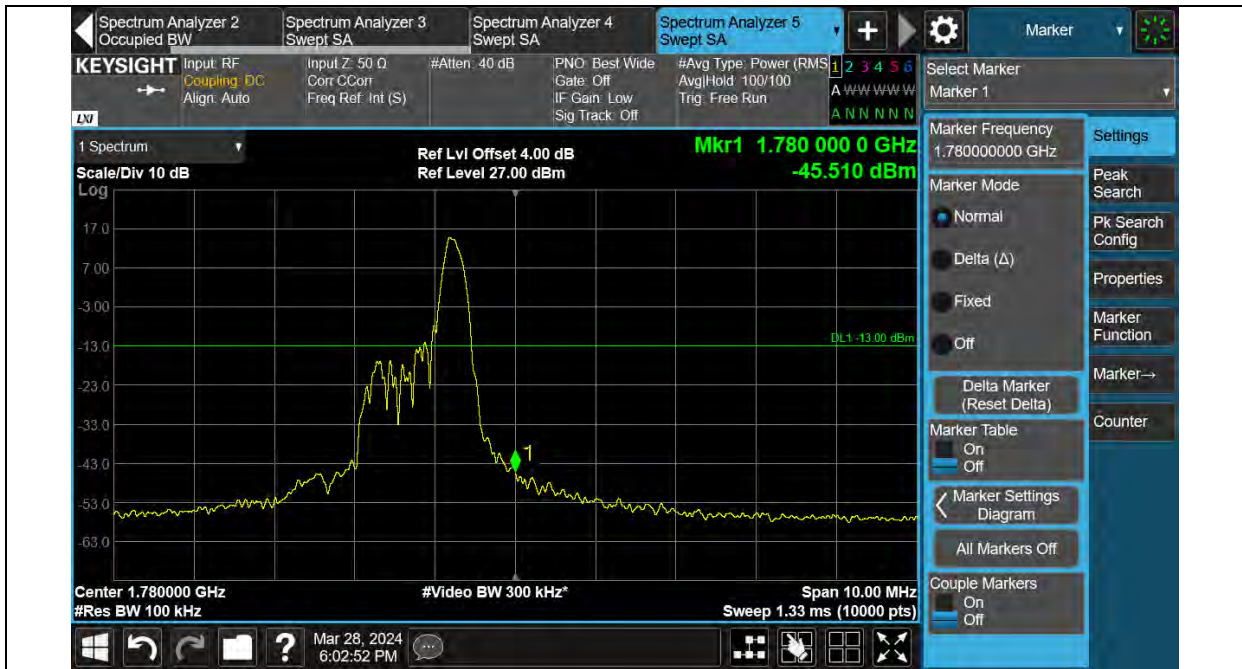 Spectrum Analyzer 2
Occupied BW
Spectrum Analyzer 3
Swept SA
Spectrum Analyzer 4
Swept SA
Spectrum Analyzer 5
Swept SA
Marker
KEYSIGHT
LXI
Input: RF
Coupling: DC
Align: Auto
Input Z: 50 Ω
Corr CCorr
Freq Ref: Int (S)
#Atten: 40 dB
PNO: Best Wide
Gate: Off
IF Gain: Low
Sig Track: Off
#Avg Type: Power (RMS
Avg|Hold: 100/100
Trig: Free Run
1 2 3 4 5 6
A W W W W W
A N N N N N
Select Marker
Marker 1
1 Spectrum
Scale/Div 10 dB
Ref Lvl Offset 4.00 dB
Ref Level 27.00 dBm
Mkr1 1.780 000 0 GHz
-45.510 dBm
Log
17.0
7.00
-3.00
-13.0
-23.0
-33.0
-43.0
-53.0
-63.0
DL1 -13.00 dBm
1
Center 1.780000 GHz
#Res BW 100 kHz
#Video BW 300 kHz*
Span 10.00 MHz
Sweep 1.33 ms (10000 pts)
Marker Frequency
1.780000000 GHz
Marker Mode
Normal
Delta (Δ)
Fixed
Off
Delta Marker
(Reset Delta)
Marker Table
On
Off
Marker Settings
Diagram
All Markers Off
Couple Markers
On
Off
Settings
Peak
Search
Pk Search
Config
Properties
Marker
Function
Marker→
Counter
?
Mar 28, 2024
6:02:52 PM